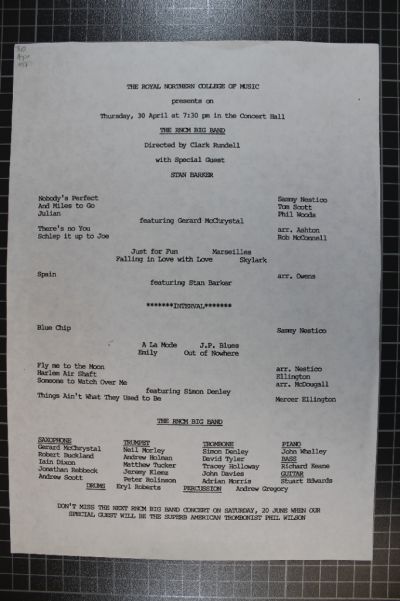 30
Apr
THE ROYAL NORTHERN COLLEGE OF MUSIC
presents on
Thursday, 30 April at 7:30 pm in the Concert Hall
THE RNCM BIG BAND
Directed by Clark Rundell
with Special Guest
STAN BARKER
Nobody's Perfect Sammy Nestico
And Miles to Go Tom Scott
Julian Phil Woods
featuring Gerard McChrystal
There's no You arr. Ashton
Schlep it up to Joe Rob McConnell
Just for Fun Marseilles
Falling in Love with Love Skylark
Spain arr. Owens
featuring Stan Barker
*******INTERVAL*******
Blue Chip Sammy Nestico
A La Mode J.P. Blues
Emily Out of Nowhere
Fly me to the Moon arr. Nestico
Harlem Air Shaft Ellington
Someone to Watch Over Me arr. McDougall
featuring Simon Denley
Things Ain't What They Used to Be Mercer Ellington
THE RNCM BIG BAND
SAXOPHONE TRUMPET TROMBONE PIANO
Gerard McChrystal Neil Morley Simon Denley John Whalley
Robert Buckland Andrew Holman David Tyler BASS
Iain Dixon Matthew Tucker Tracey Holloway Richard Keane
Jonathan Rebbeck Jeremy Kleez John Davies GUITAR
Andrew Scott Peter Rolinson Adrian Morris Stuart Edwards
DRUMS Eryl Roberts PERCUSSION Andrew Gregory
DON'T MISS THE NEXT RNCM BIG BAND CONCERT ON SATURDAY, 20 JUNE WHEN OUR
SPECIAL GUEST WILL BE THE SUPERB AMERICAN TROMBONIST PHIL WILSON